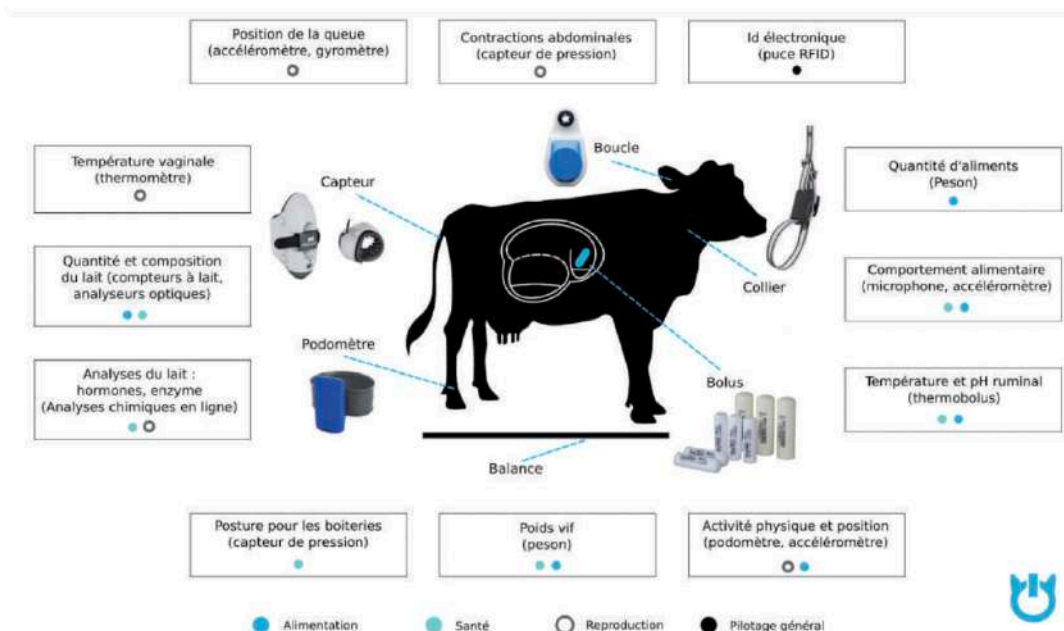 Position de la queue
(accéléromètre, gyromètre)
Contractions abdominales
(capteur de pression)
Id électronique
(puce RFID)
Boucle
Température vaginale
(thermomètre)
Capteur
Quantité d'aliments
(Peson)
Quantité et composition
du lait (compteurs à lait,
analyseurs optiques)
Collier
Comportement alimentaire
(microphone, accéléromètre)
Podomètre
Analyses du lait :
hormones, enzyme
(Analyses chimiques en ligne)
Bolus
Température et pH ruminal
(thermobolus)
Balance
Posture pour les boiteries
(capteur de pression)
Poids vif
(peson)
Activité physique et position
(podomètre, accéléromètre)
Alimentation
Santé
Reproduction
Pilotage général